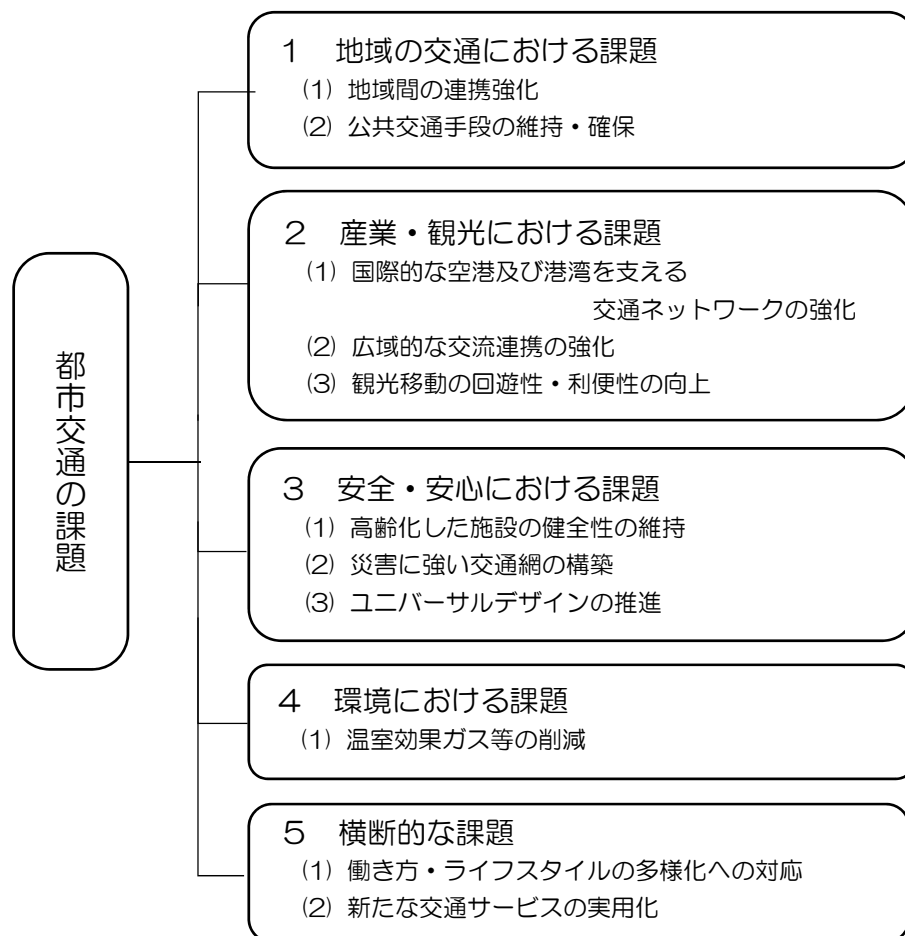 都市交通の課題
1 地域の交通における課題
(1) 地域間の連携強化
(2) 公共交通手段の維持・確保
2 産業・観光における課題
(1) 国際的な空港及び港湾を支える
交通ネットワークの強化
(2) 広域的な交流連携の強化
(3) 観光移動の回遊性・利便性の向上
3 安全・安心における課題
(1) 高齢化した施設の健全性の維持
(2) 災害に強い交通網の構築
(3) ユニバーサルデザインの推進
4 環境における課題
(1) 温室効果ガス等の削減
5 横断的な課題
(1) 働き方・ライフスタイルの多様化への対応
(2) 新たな交通サービスの実用化